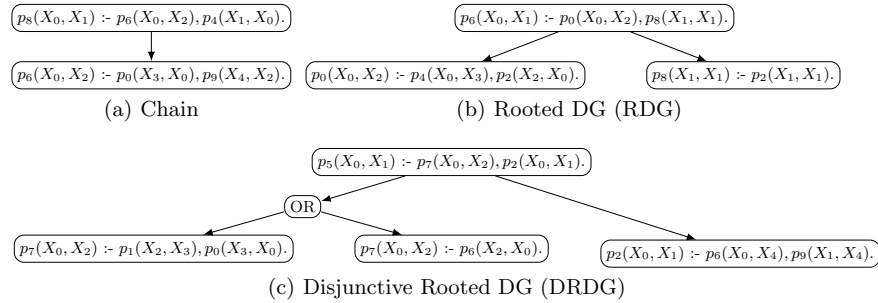 p₈(X₀, X₁) :- p₆(X₀, X₂), p₄(X₁, X₀).
p₆(X₀, X₂) :- p₀(X₃, X₀), p₉(X₄, X₂).
(a) Chain
p₆(X₀, X₁) :- p₀(X₀, X₂), p₈(X₁, X₁).
p₀(X₀, X₂) :- p₄(X₀, X₃), p₂(X₂, X₀).
p₈(X₁, X₁) :- p₂(X₁, X₁).
(b) Rooted DG (RDG)
p₅(X₀, X₁) :- p₇(X₀, X₂), p₂(X₀, X₁).
OR
p₇(X₀, X₂) :- p₁(X₂, X₃), p₀(X₃, X₀).
p₇(X₀, X₂) :- p₆(X₂, X₀).
p₂(X₀, X₁) :- p₆(X₀, X₄), p₉(X₁, X₄).
(c) Disjunctive Rooted DG (DRDG)